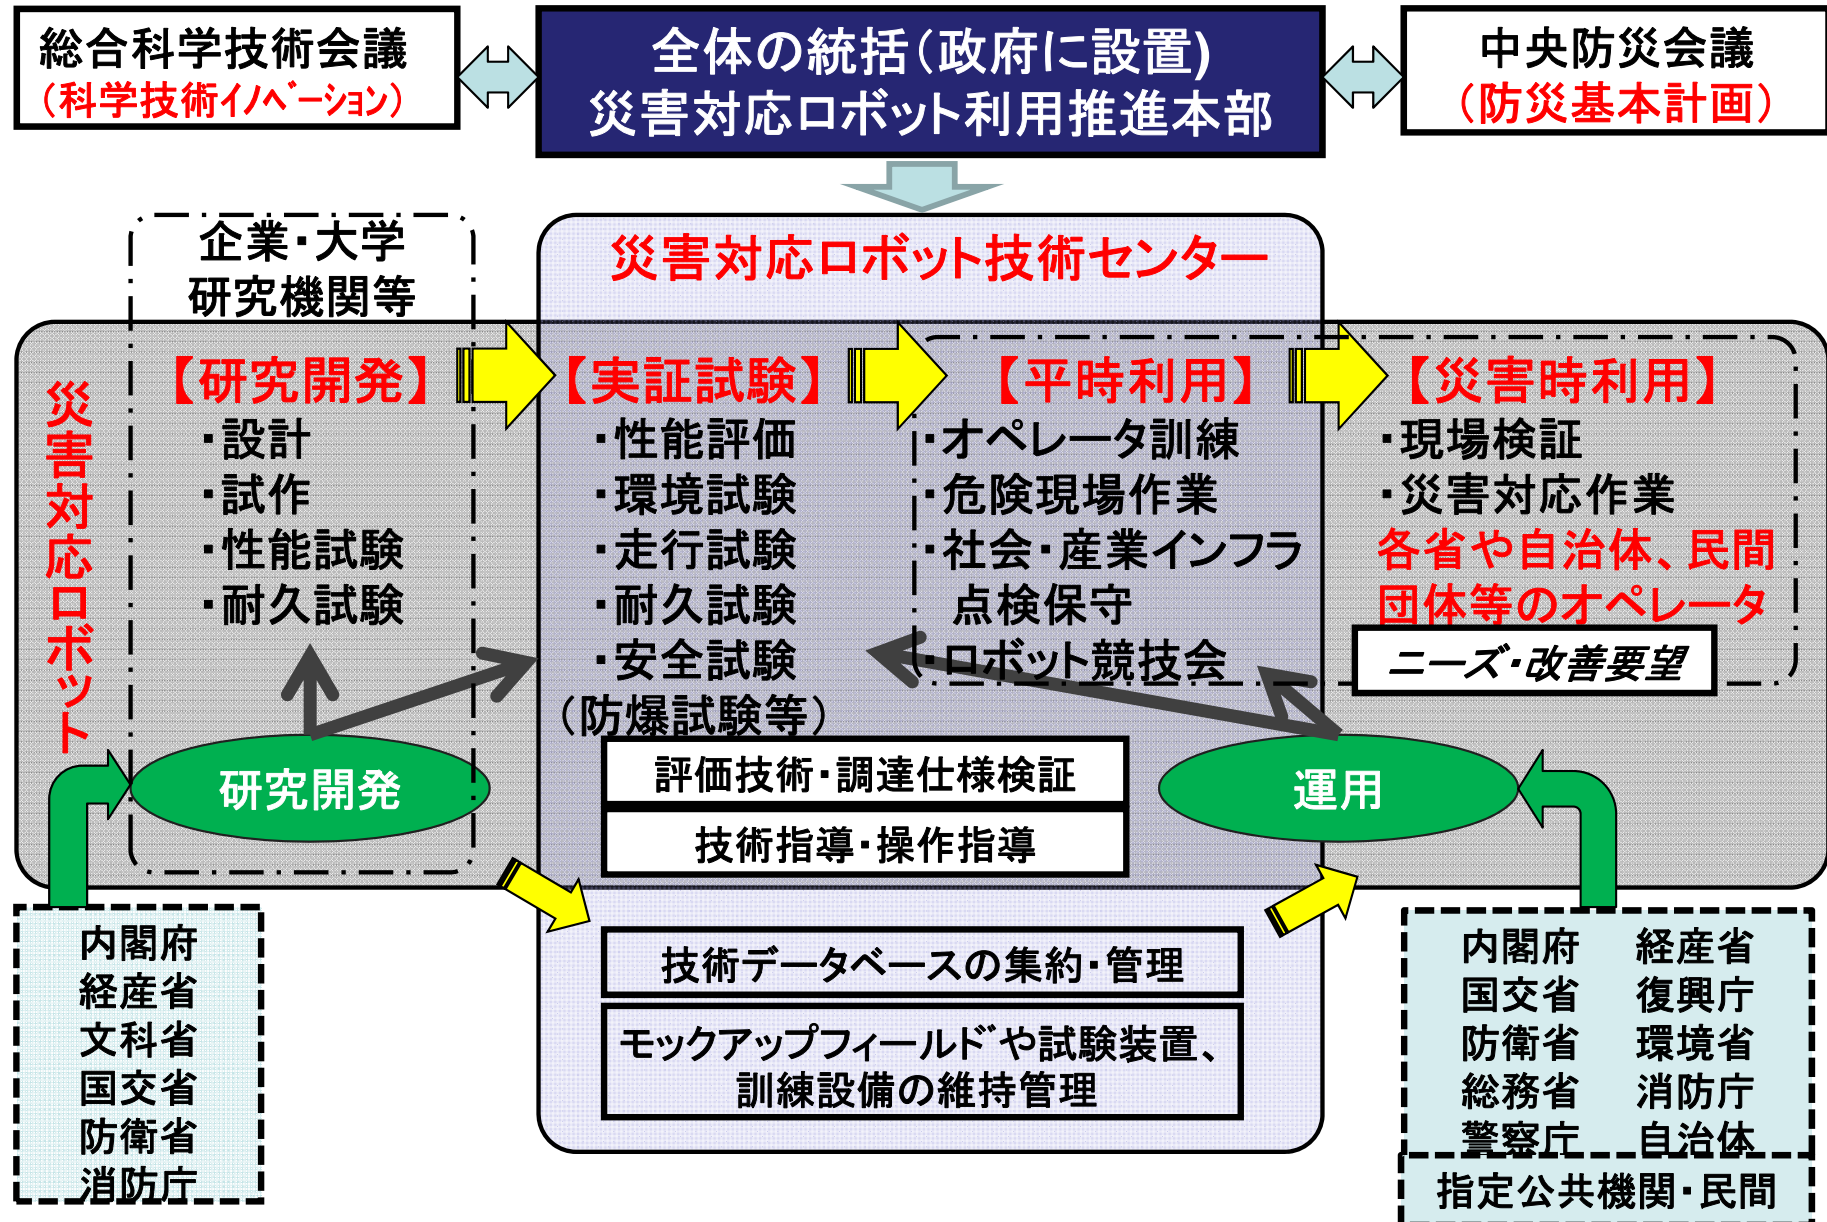 総合科学技術会議
（科学技術イノベーション）
全体の統括（政府に設置）
災害対応ロボット利用推進本部
中央防災会議
（防災基本計画）
企業・大学
研究機関等
災害対応ロボット技術センター
災害対応ロボット
【研究開発】
・設計
・試作
・性能試験
・耐久試験
【実証試験】
・性能評価
・環境試験
・走行試験
・耐久試験
・安全試験
（防爆試験等）
【平時利用】
・オペレータ訓練
・危険現場作業
・社会・産業インフラ
点検保守
・ロボット競技会
【災害時利用】
・現場検証
・災害対応作業
各省や自治体、民間
団体等のオペレータ
ニーズ・改善要望
研究開発
評価技術・調達仕様検証
技術指導・操作指導
運用
技術データベースの集約・管理
モックアップフィールドや試験装置、
訓練設備の維持管理
内閣府
経産省
文科省
国交省
防衛省
消防庁
内閣府 経産省
国交省 復興庁
防衛省 環境省
総務省 消防庁
警察庁 自治体
指定公共機関・民間